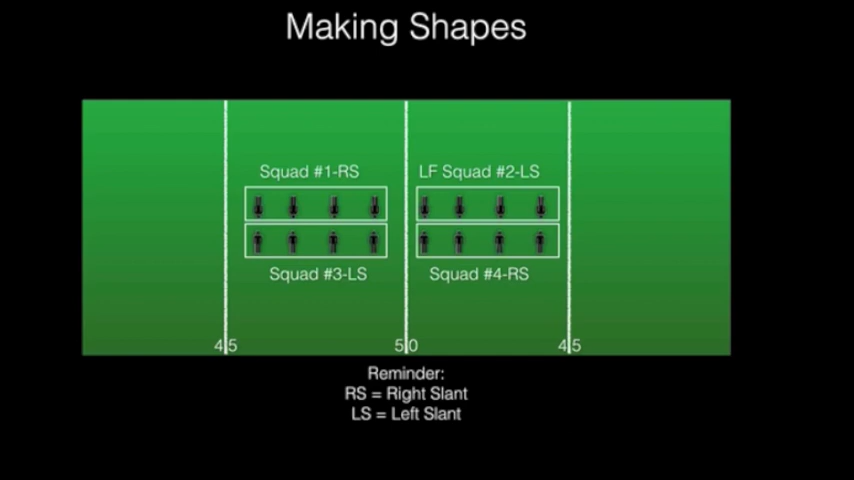 Making Shapes
Squad #1-RS
LF Squad #2-LS
Squad #3-LS
Squad #4-RS
45
50
45
Reminder:
RS = Right Slant
LS = Left Slant